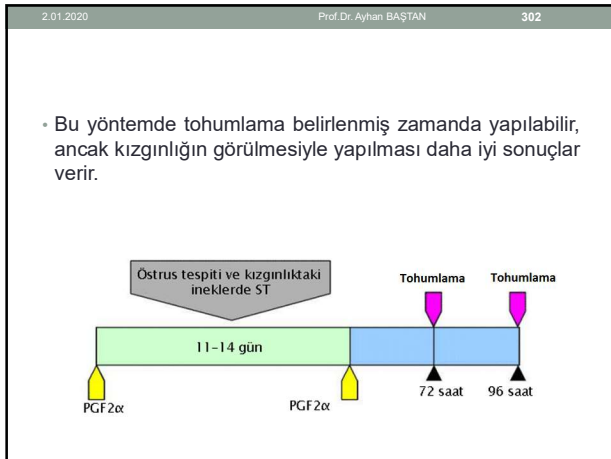 2.01.2020 Prof.Dr. Ayhan BAŞTAN 302
• Bu yöntemde tohumlama belirlenmiş zamanda yapılabilir,
ancak kızgınlığın görülmesiyle yapılması daha iyi sonuçlar
verir.
Östrus tespiti ve kızgınlıktaki
ineklerde ST
Tohumlama Tohumlama
11-14 gün
PGF2α PGF2α 72 saat 96 saat